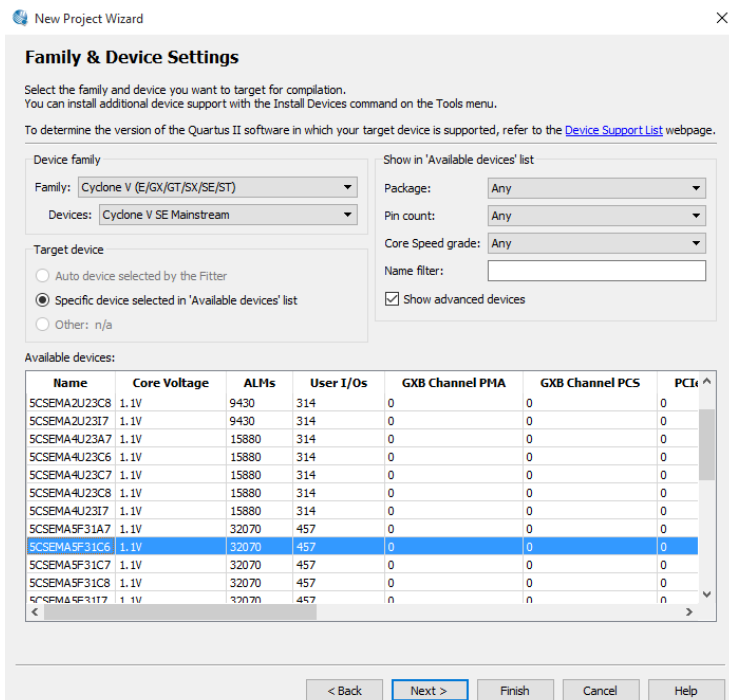 New Project Wizard
Family & Device Settings
Select the family and device you want to target for compilation.
You can install additional device support with the Install Devices command on the Tools menu.
To determine the version of the Quartus II software in which your target device is supported, refer to the Device Support List webpage.
Device family
Family: Cyclone V (E/GX/GT/SX/SE/ST)
Devices: Cyclone V SE Mainstream
Target device
Auto device selected by the Fitter
Specific device selected in 'Available devices' list
Other: n/a
Show in 'Available devices' list
Package: Any
Pin count: Any
Core Speed grade: Any
Name filter:
Show advanced devices
Available devices:
Name Core Voltage ALMs User I/Os GXB Channel PMA GXB Channel PCS PCIe
5CSEMA2U23C8 1.1V 9430 314 0 0 0
5CSEMA2U23I7 1.1V 9430 314 0 0 0
5CSEMA4U23A7 1.1V 15880 314 0 0 0
5CSEMA4U23C6 1.1V 15880 314 0 0 0
5CSEMA4U23C7 1.1V 15880 314 0 0 0
5CSEMA4U23C8 1.1V 15880 314 0 0 0
5CSEMA4U23I7 1.1V 15880 314 0 0 0
5CSEMA5F31A7 1.1V 32070 457 0 0 0
5CSEMA5F31C6 1.1V 32070 457 0 0 0
5CSEMA5F31C7 1.1V 32070 457 0 0 0
5CSEMA5F31C8 1.1V 32070 457 0 0 0
5CSEMA5F31I7 1.1V 32070 457 0 0 0
< Back Next > Finish Cancel Help